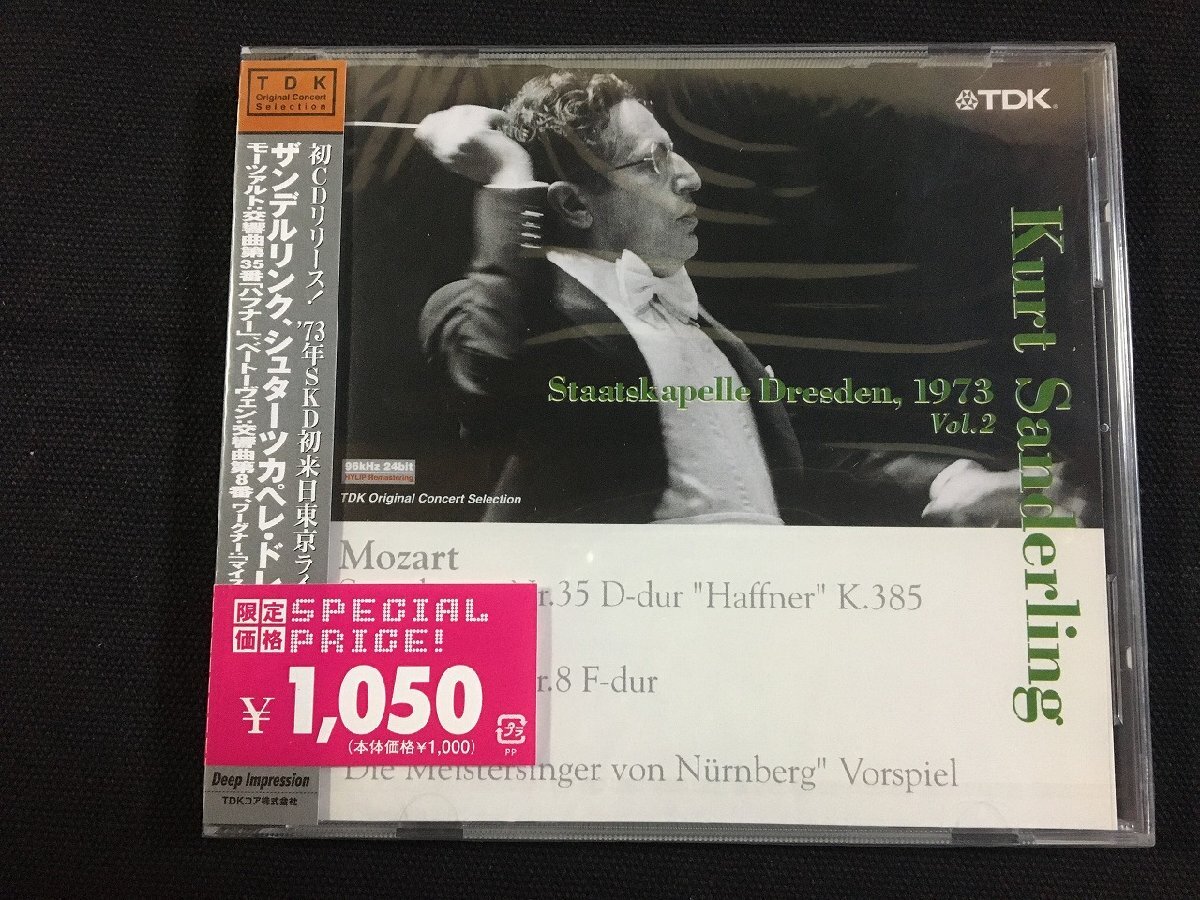 TDK
Original Concert
Selection
初CDリリース! '73年SKD初来日東京ライ
ザンデルリンク、シュターツカペレ・ドレ
モーツァルト:交響曲第35番「ハフナー」、ベートーヴェン:交響曲第8番、ワーグナー:「マイス
TDK
Kurt Sanderling
Staatskapelle Dresden, 1973
Vol.2
96kHz 24bit
Remastering
TDK Original Concert Selection
Mozart
Nr.35 D-dur "Haffner" K.385
Nr.8 F-dur
"Die Meistersinger von Nürnberg" Vorspiel
限定
価格
SPECIAL
PRICE!
¥1,050
(本体価格¥1,000)
プラ
PP
Deep Impression
TDKコア株式会社